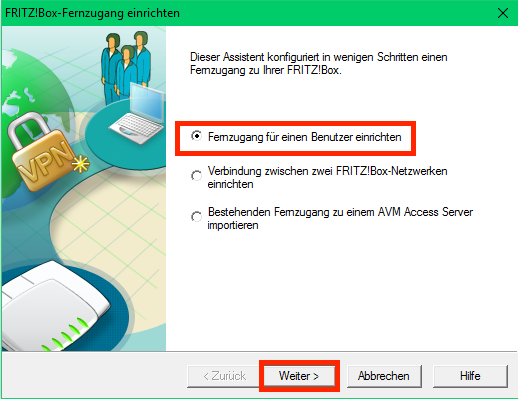 FRITZ!Box-Fernzugang einrichten
Dieser Assistent konfiguriert in wenigen Schritten einen
Fernzugang zu Ihrer FRITZ!Box.
Fernzugang für einen Benutzer einrichten
Verbindung zwischen zwei FRITZ!Box-Netzwerken
einrichten
Bestehenden Fernzugang zu einem AVM Access Server
importieren
VPN
< Zurück
Weiter >
Abbrechen
Hilfe